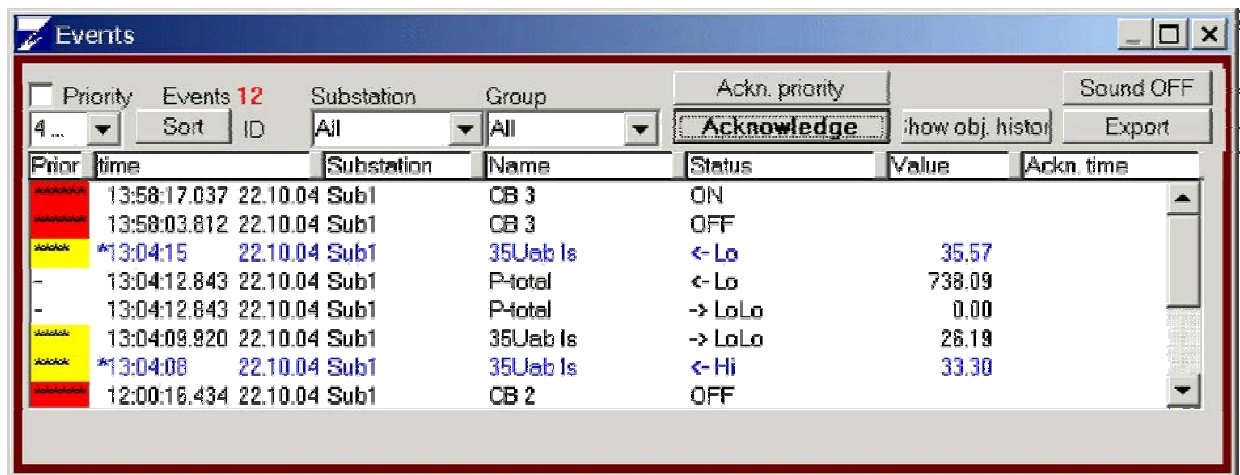 Events
Priority Events 12 Substation Group Ackn. priority Sound OFF
4... Sort ID All All Acknowledge how obj. histor Export
Prior time Substation Name Status Value Ackn. time
****** 13:58:17.037 22.10.04 Sub1 CB 3 ON
****** 13:58:03.812 22.10.04 Sub1 CB 3 OFF
***** *13:04:15 22.10.04 35Uab Is <- Lo 35.57
- 13:04:12.843 22.10.04 Sub1 P-total <- Lo 738.09
- 13:04:12.843 22.10.04 Sub1 P-total -> LoLo 0.00
***** 13:04:09.920 22.10.04 Sub1 35Uab Is -> LoLo 26.19
***** *13:04:08 22.10.04 35Uab Is <- Hi 33.30
****** 12:00:16.434 22.10.04 Sub1 CB 2 OFF